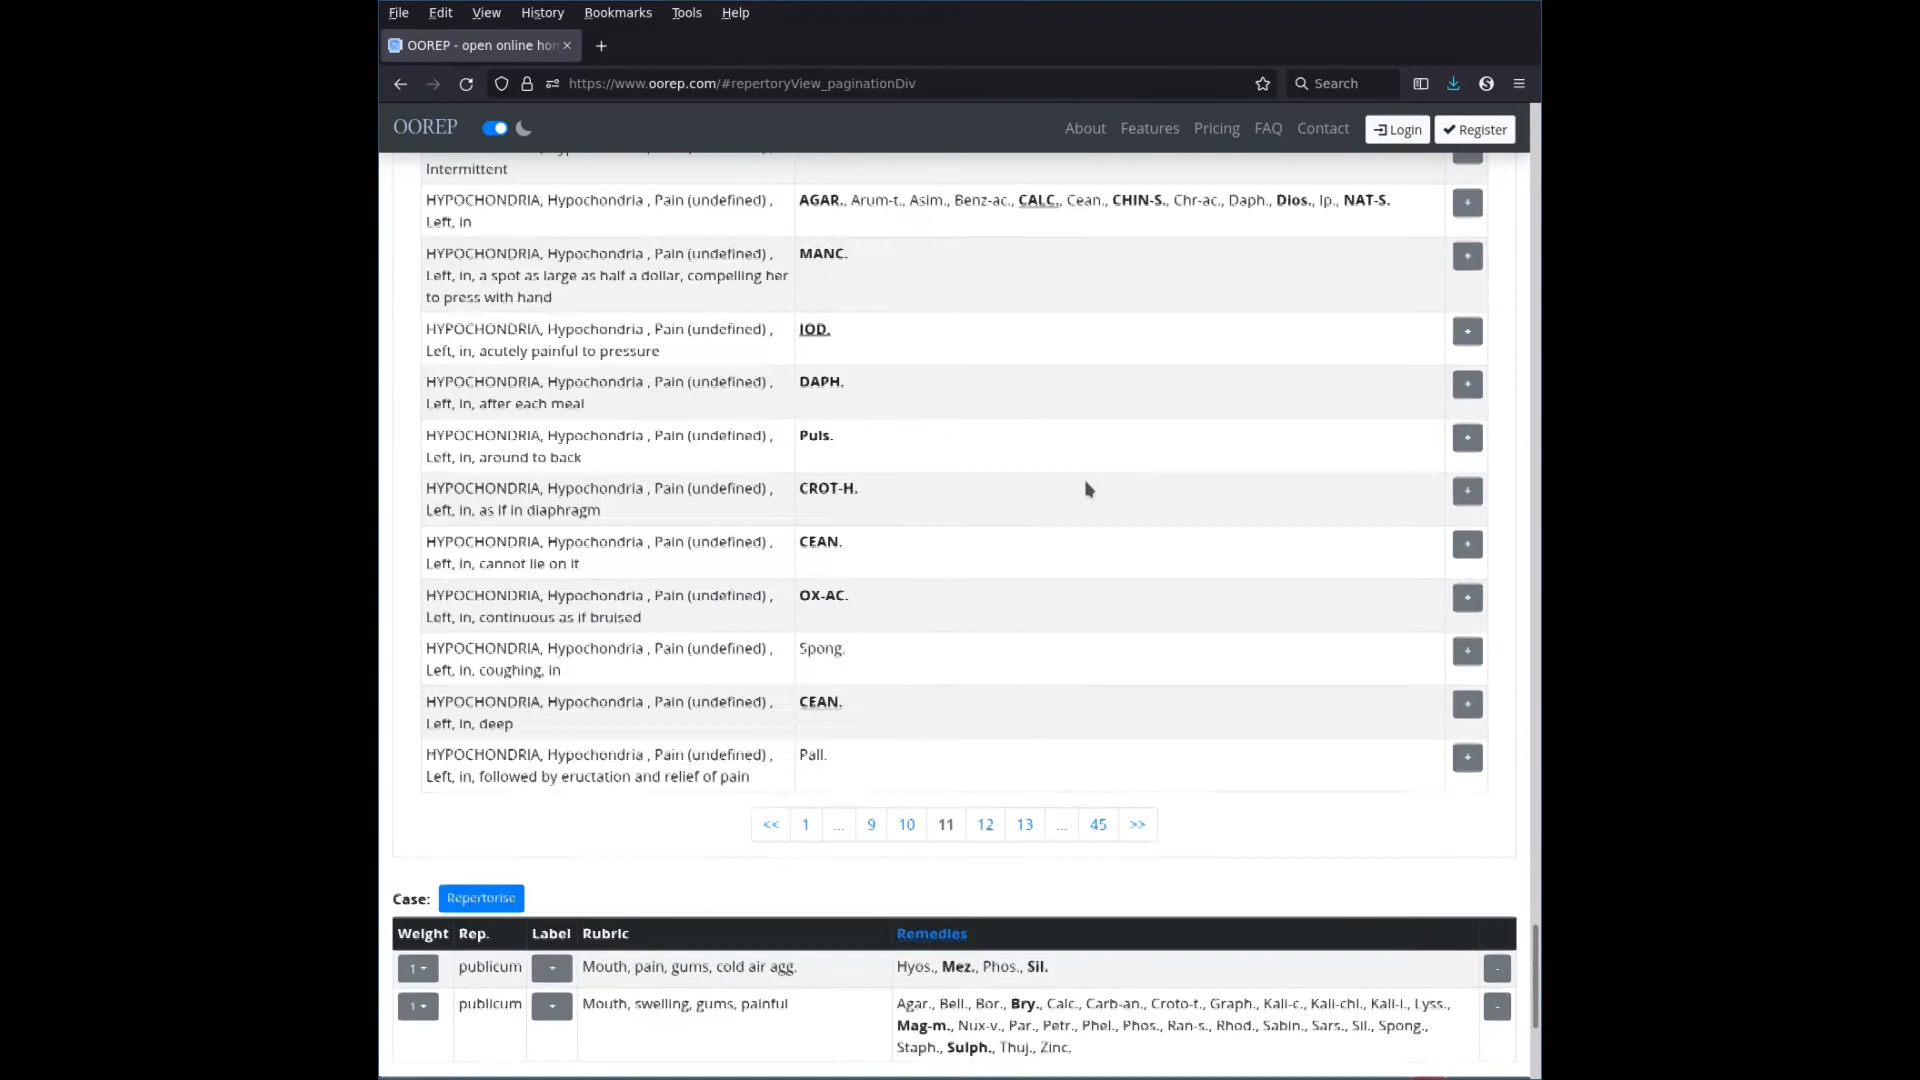 File Edit View History Bookmarks Tools Help
OOREP - open online hon
https://www.oorep.com/#repertoryView_paginationDiv
Search
OOREP
About Features Pricing FAQ Contact Login Register
Intermittent
HYPOCHONDRIA, Hypochondria , Pain (undefined) ,
Left, in
AGAR., Arum-t., Asim., Benz-ac., CALC., Cean., CHIN-S., Chr-ac., Daph., Dios., Ip., NAT-S.
+
HYPOCHONDRIA, Hypochondria , Pain (undefined) ,
Left, in, a spot as large as half a dollar, compelling her
to press with hand
MANC.
+
HYPOCHONDRIA, Hypochondria , Pain (undefined) ,
Left, in, acutely painful to pressure
IOD.
+
HYPOCHONDRIA, Hypochondria , Pain (undefined) ,
Left, in, after each meal
DAPH.
+
HYPOCHONDRIA, Hypochondria , Pain (undefined) ,
Left, in, around to back
Puls.
+
HYPOCHONDRIA, Hypochondria , Pain (undefined) ,
Left, in, as if in diaphragm
CROT-H.
+
HYPOCHONDRIA, Hypochondria , Pain (undefined) ,
Left, in, cannot lie on it
CEAN.
+
HYPOCHONDRIA, Hypochondria , Pain (undefined) ,
Left, in, continuous as if bruised
OX-AC.
+
HYPOCHONDRIA, Hypochondria , Pain (undefined) ,
Left, in, coughing, in
Spong.
+
HYPOCHONDRIA, Hypochondria , Pain (undefined) ,
Left, in, deep
CEAN.
+
HYPOCHONDRIA, Hypochondria , Pain (undefined) ,
Left, in, followed by eructation and relief of pain
Pall.
+
<< 1 ... 9 10 11 12 13 ... 45 >>
Case: Repertorise
Weight Rep. Label Rubric Remedies
1 publicum Mouth, pain, gums, cold air agg. Hyos., Mez., Phos., Sil. -
1 publicum Mouth, swelling, gums, painful
Agar., Bell., Bor., Bry., Calc., Carb-an., Croto-t., Graph., Kali-c., Kali-chl., Kali-i., Lyss.,
Mag-m., Nux-v., Par., Petr., Phel., Phos., Ran-s., Rhod., Sabin., Sars., Sil., Spong.,
Staph., Sulph., Thuj., Zinc.
-